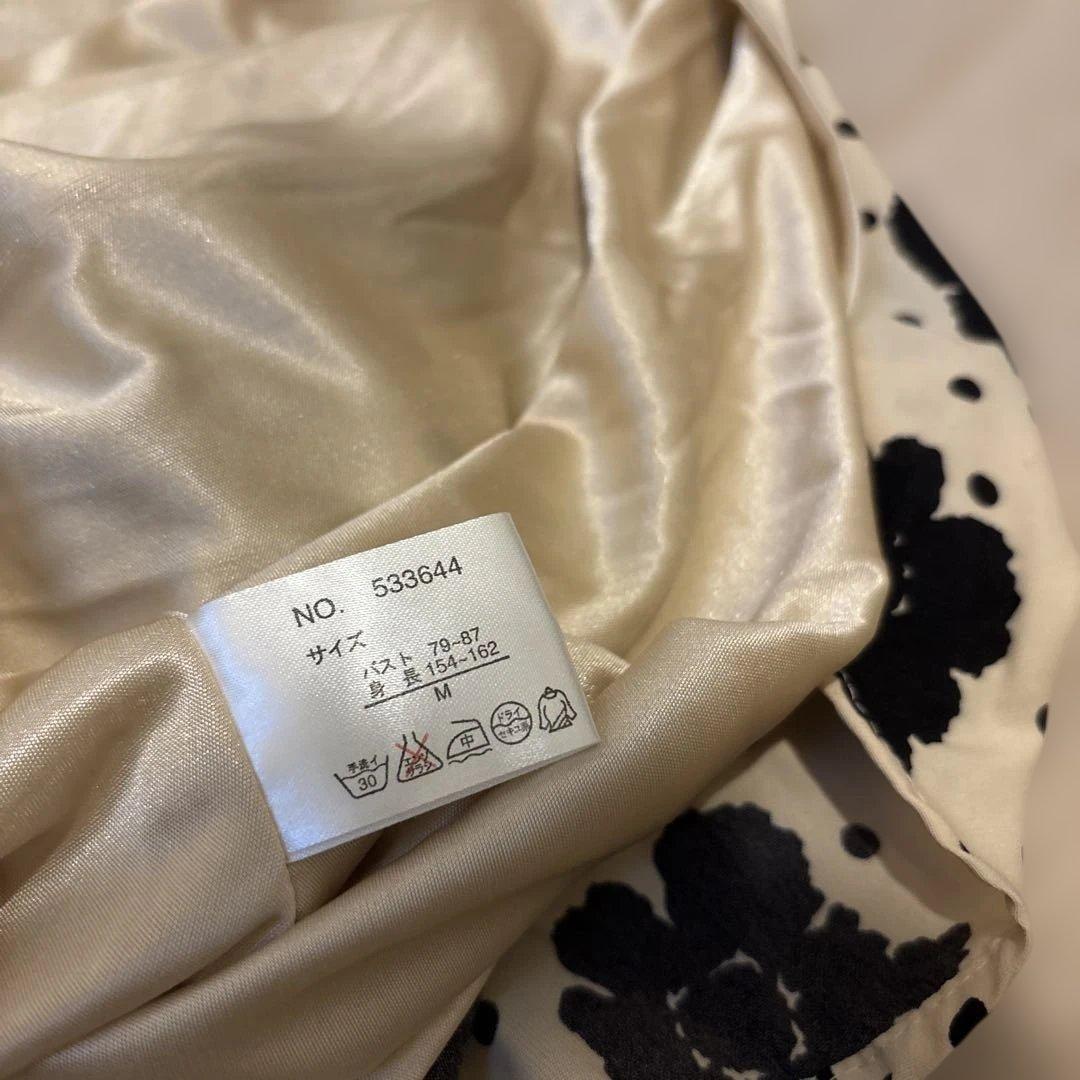 NO. 533644
サイズ
バスト 79~87
身 長 154~162
M
手洗イ
30
エンソ
サラシ
中
ドライ
セキユ系